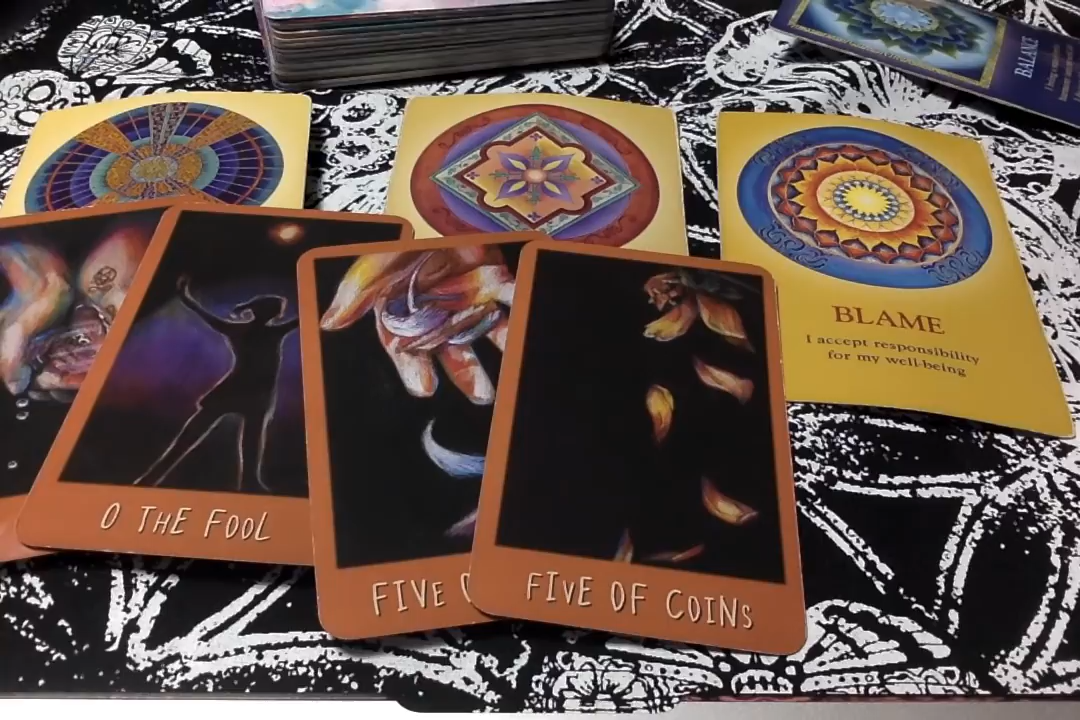 BALANCE
BLAME
I accept responsibility
for my well-being
0 THE FOOL
FIVE
FIVE OF COINS